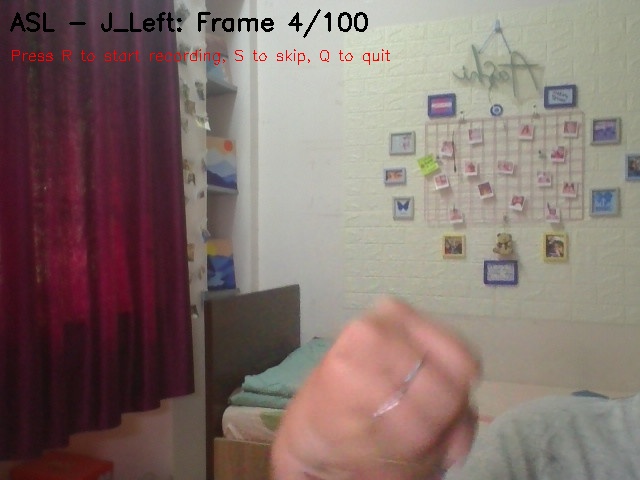 ASL - J_Left: Frame 4/100
Press R to start recording, S to skip, Q to quit